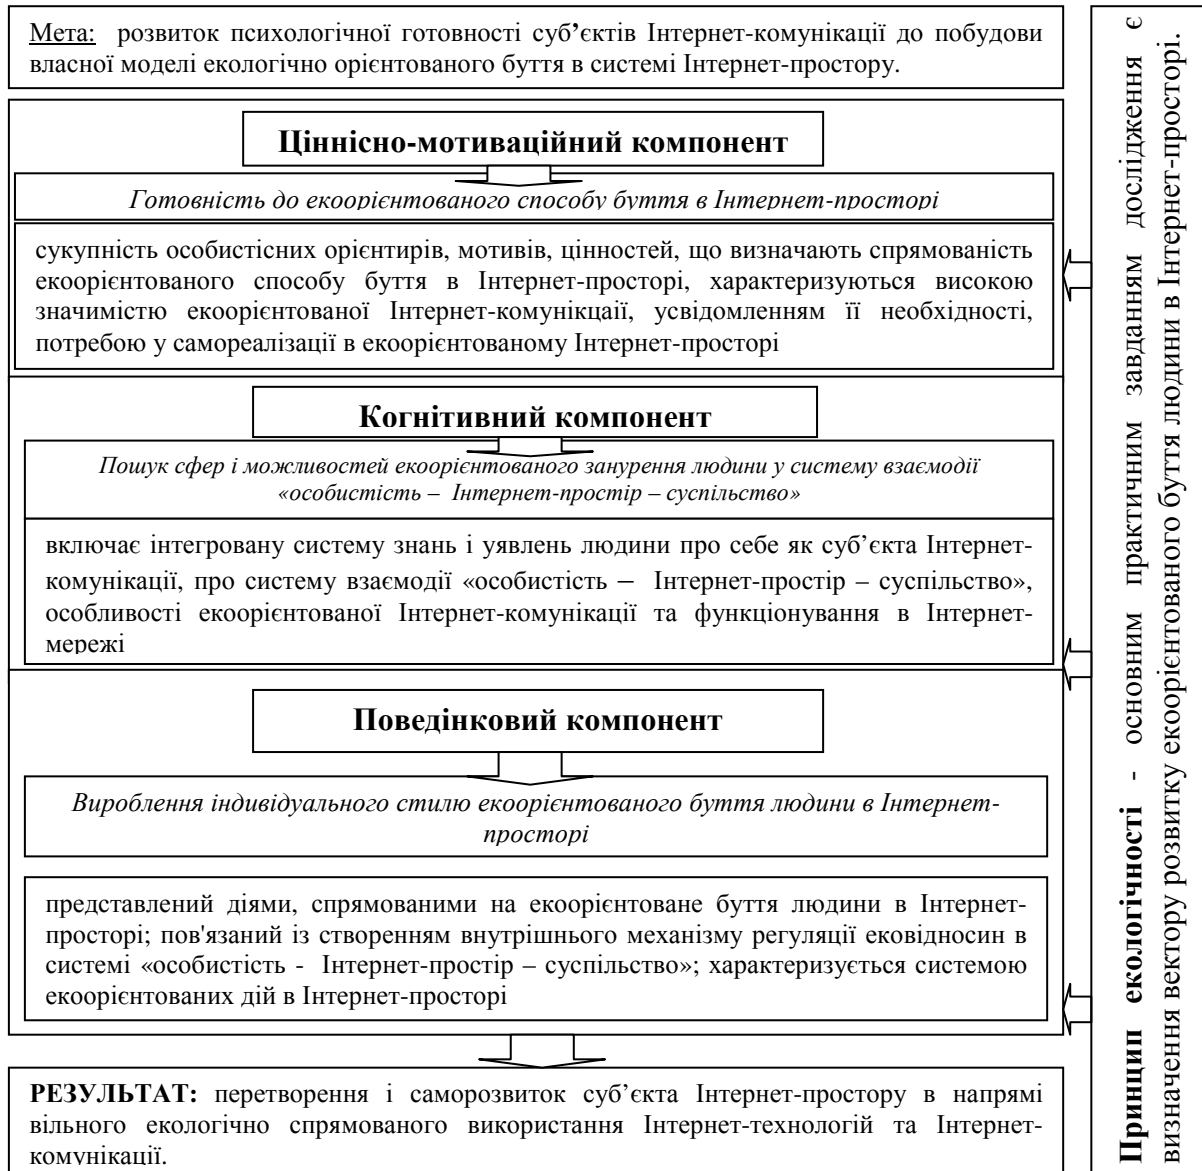 Мета: розвиток психологічної готовності суб’єктів Інтернет-комунікації до побудови
власної моделі екологічно орієнтованого буття в системі Інтернет-простору.
Ціннісно-мотиваційний компонент
Готовність до екоорієнтованого способу буття в Інтернет-просторі
сукупність особистісних орієнтирів, мотивів, цінностей, що визначають спрямованість
екоорієнтованого способу буття в Інтернет-просторі, характеризуються високою
значимістю екоорієнтованої Інтернет-комунікцаії, усвідомленням її необхідності,
потребою у самореалізації в екоорієнтованому Інтернет-просторі
Когнітивний компонент
Пошук сфер і можливостей екоорієнтованого занурення людини у систему взаємодії
«особистість – Інтернет-простір – суспільство»
включає інтегровану систему знань і уявлень людини про себе як суб’єкта Інтернет-
комунікації, про систему взаємодії «особистість – Інтернет-простір – суспільство»,
особливості екоорієнтованої Інтернет-комунікації та функціонування в Інтернет-
мережі
Поведінковий компонент
Вироблення індивідуального стилю екоорієнтованого буття людини в Інтернет-
просторі
представлений діями, спрямованими на екоорієнтоване буття людини в Інтернет-
просторі; пов'язаний із створенням внутрішнього механізму регуляції ековідносин в
системі «особистість - Інтернет-простір – суспільство»; характеризується системою
екоорієнтованих дій в Інтернет-просторі
РЕЗУЛЬТАТ: перетворення і саморозвиток суб’єкта Інтернет-простору в напрямі
вільного екологічно спрямованого використання Інтернет-технологій та Інтернет-
комунікації.
Принцип екологічності - основним практичним завданням дослідження є
визначення вектору розвитку екоорієнтованого буття людини в Інтернет-просторі.